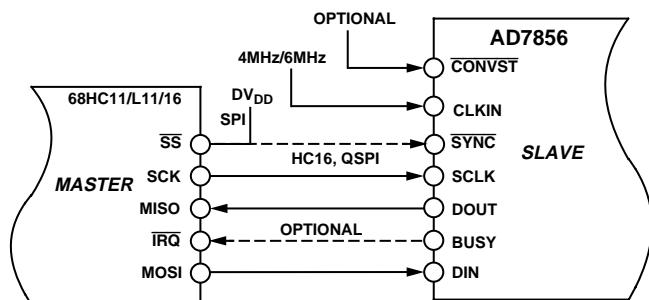 OPTIONAL
AD7856
4MHz/6MHz
CONVST
68HC11/L11/16
DVDD
CLKIN
SPI
SS
SYNC
SLAVE
HC16, QSPI
MASTER
SCK
SCLK
MISO
DOUT
OPTIONAL
IRQ
BUSY
MOSI
DIN